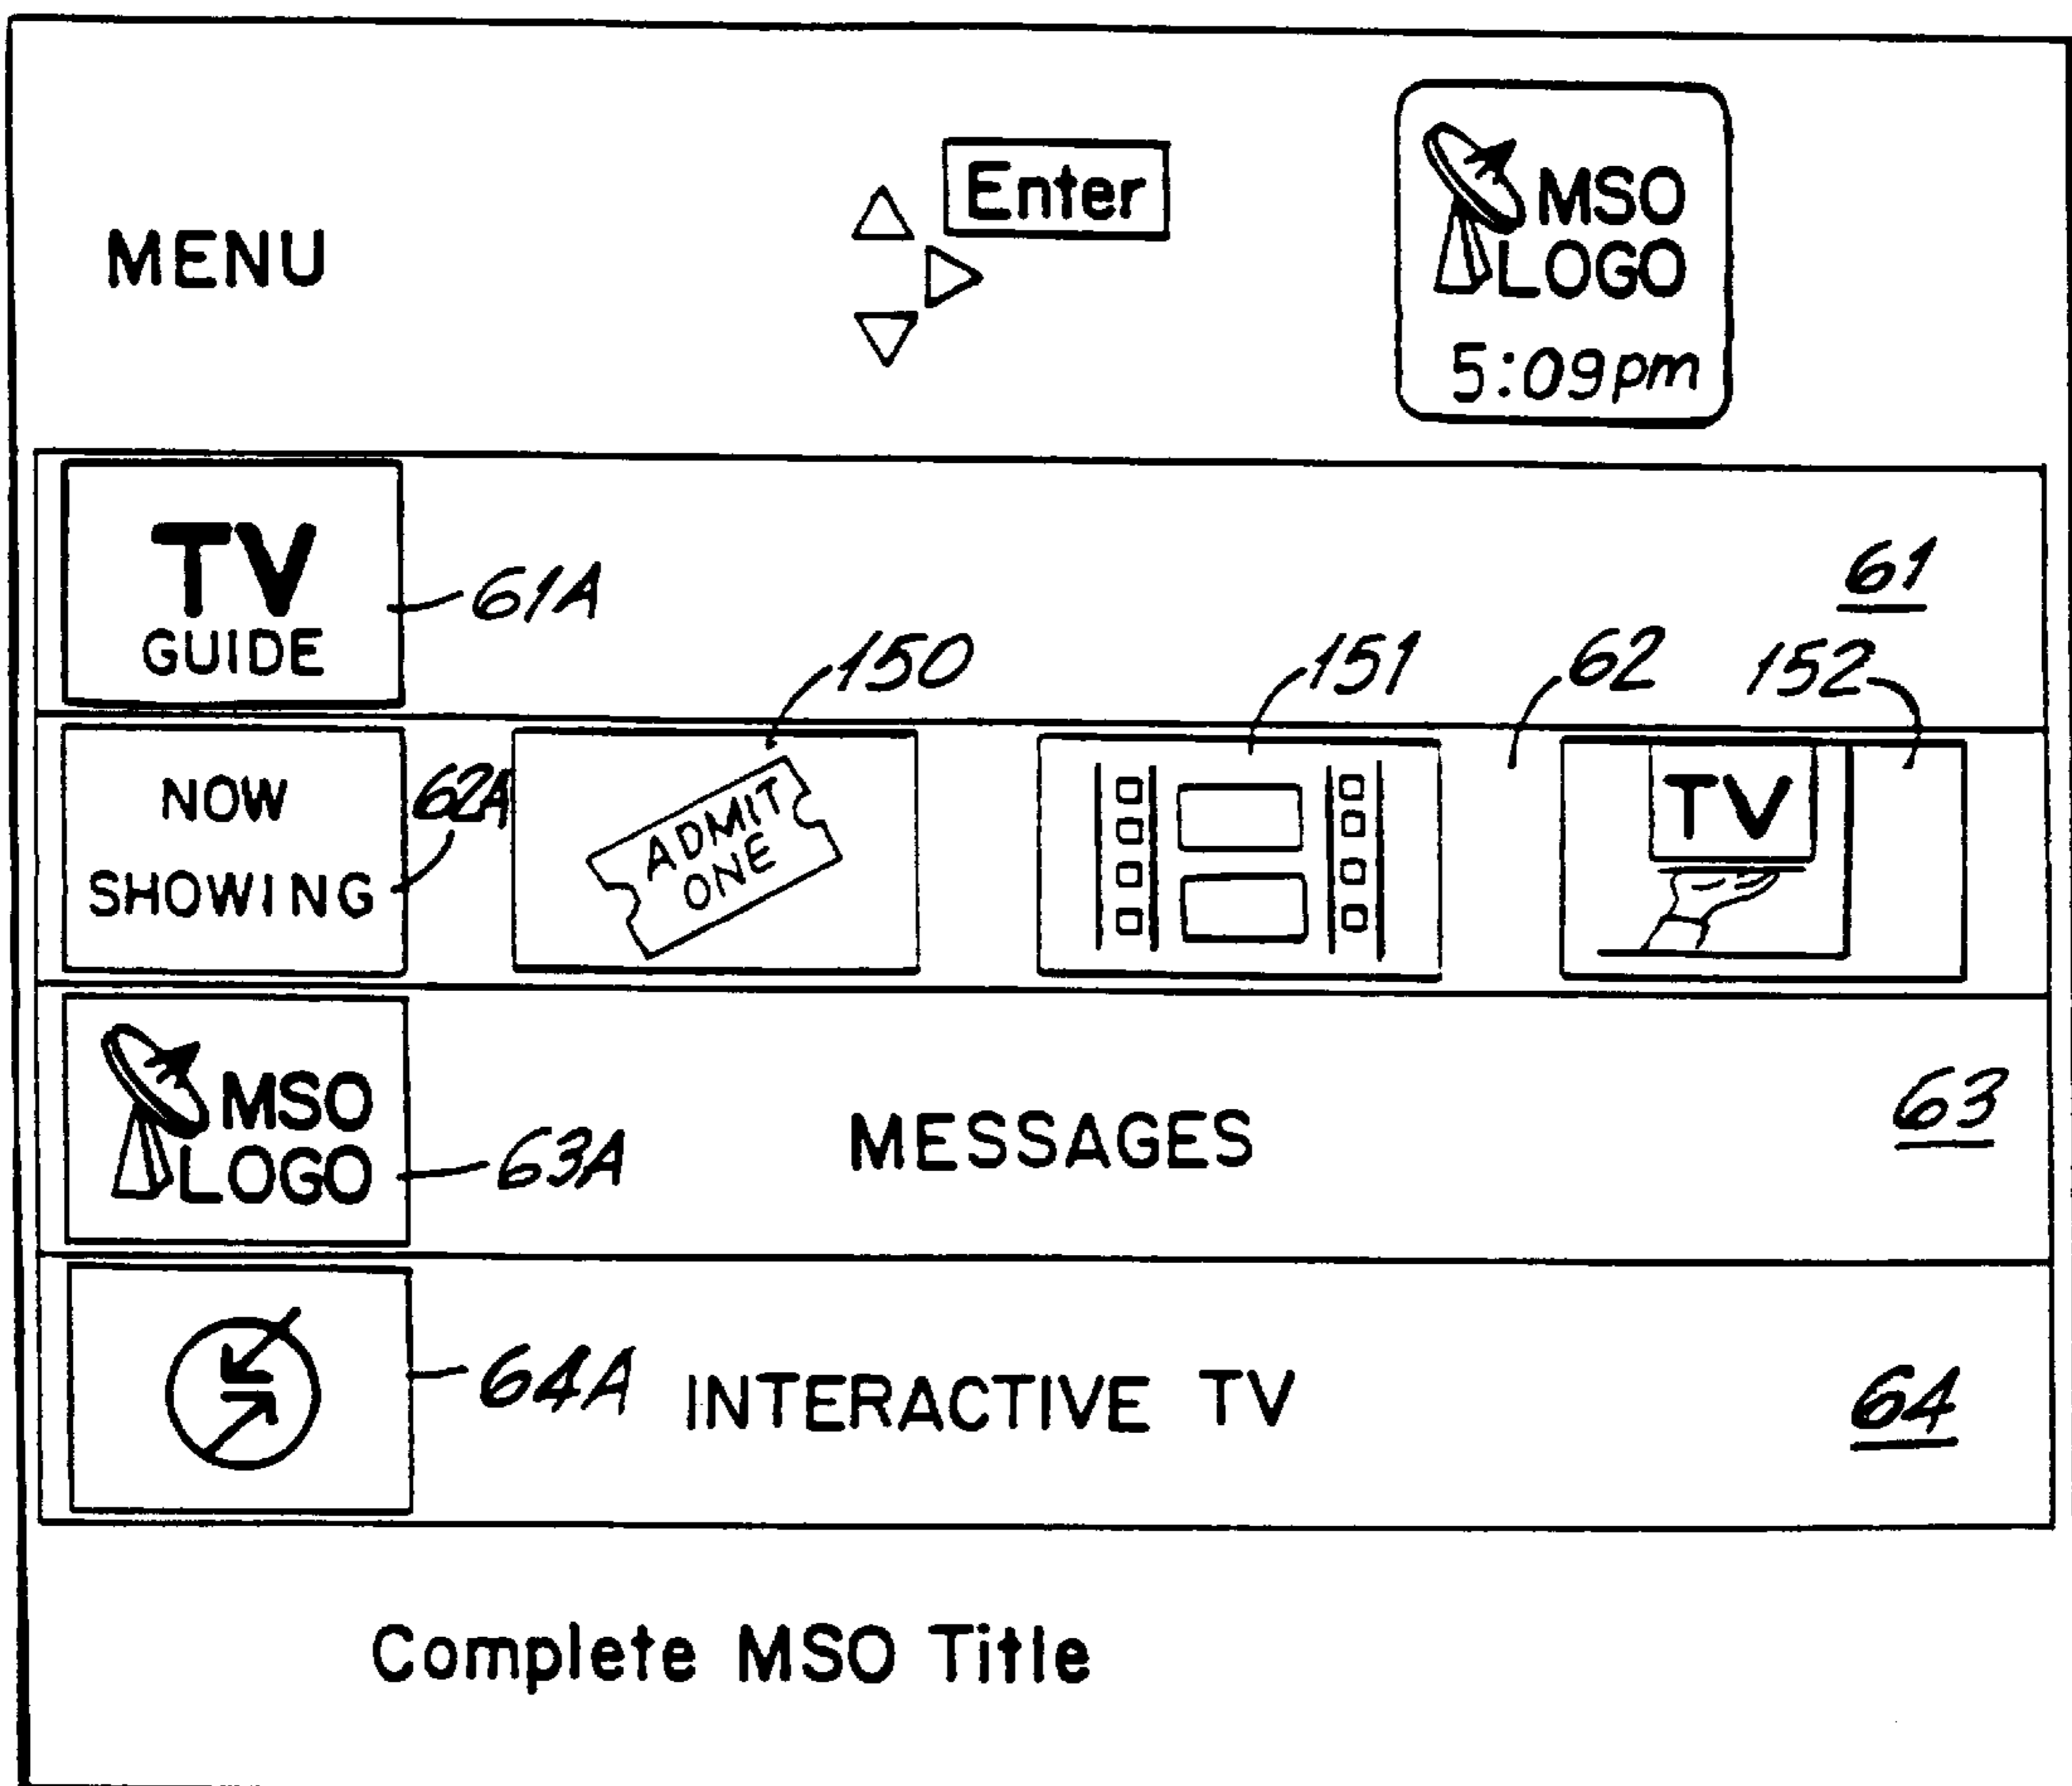 MENU
Enter
MSO
LOGO
5:09pm
TV
GUIDE
61A
61
150
151
62
152
NOW
SHOWING
62A
ADMIT
ONE
TV
MSO
LOGO
63A
MESSAGES
63
64A
INTERACTIVE TV
64
Complete MSO Title